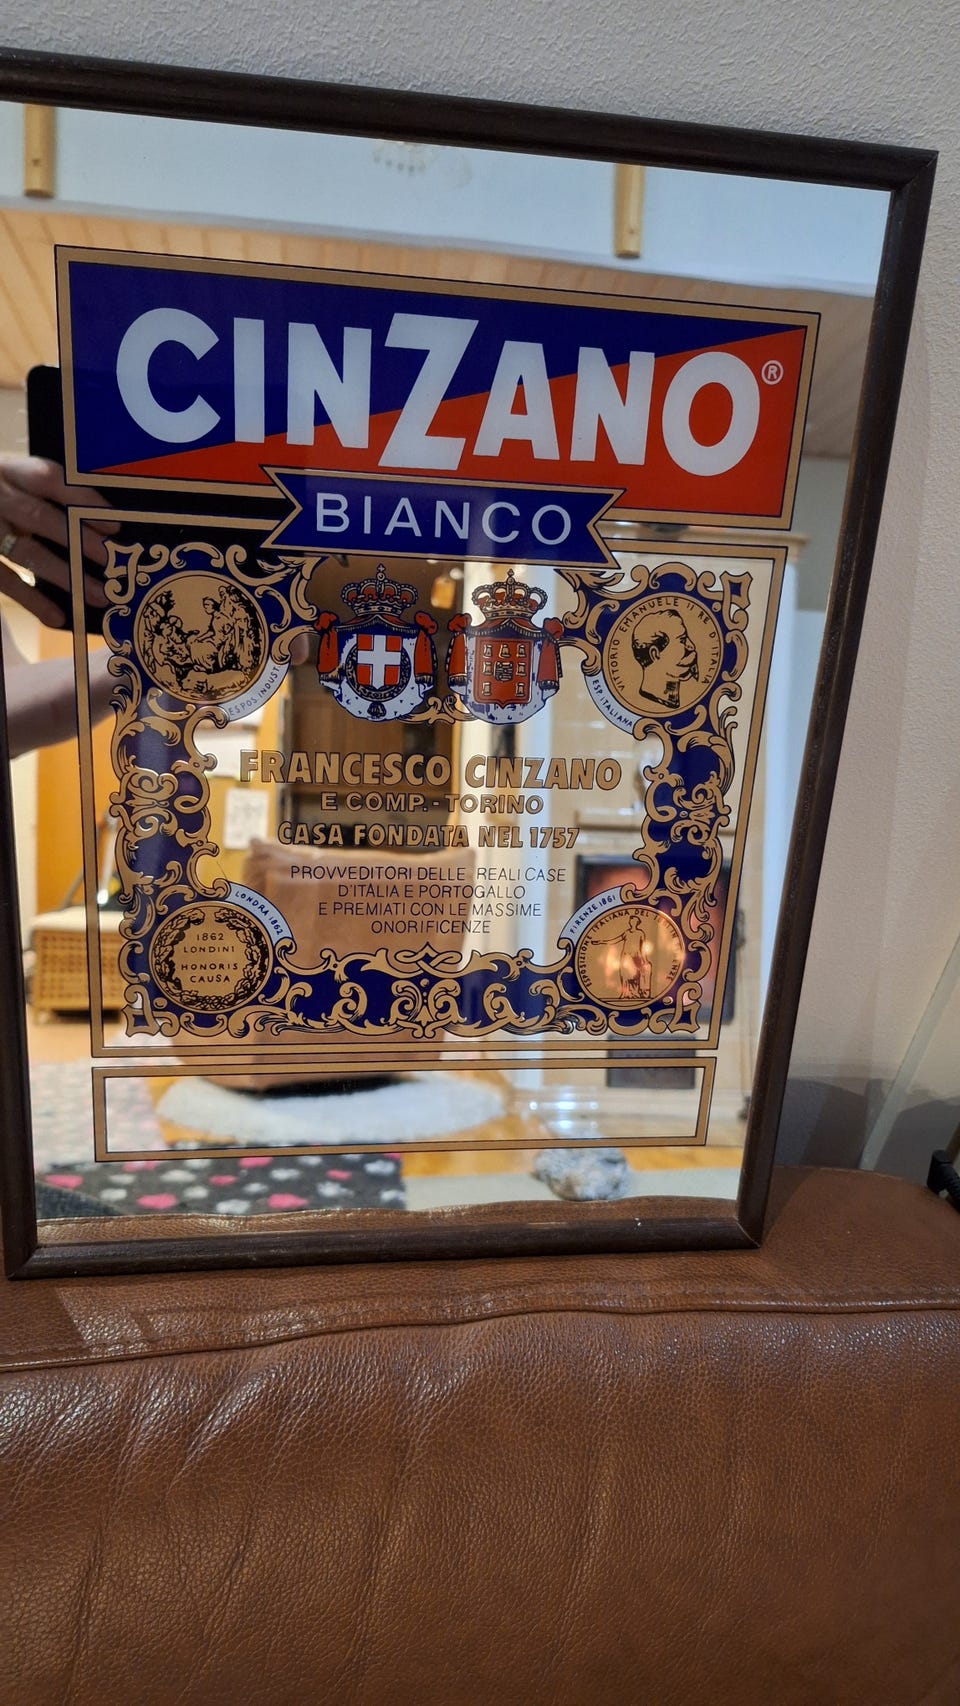 CINZANO ®
BIANCO
ESPOS. INDUST
VITTORIO EMANUELE II RE D'ITALIA
ESP. ITALIANA
FRANCESCO CINZANO
E COMP. - TORINO
CASA FONDATA NEL 1757
PROVVEDITORI DELLE REALI CASE
D'ITALIA E PORTOGALLO
E PREMIATI CON LE MASSIME
ONORIFICENZE
LONDRA 1862
1862
LONDINI
HONORIS
CAUSA
FIRENZE 1861
ITALIANA DEL